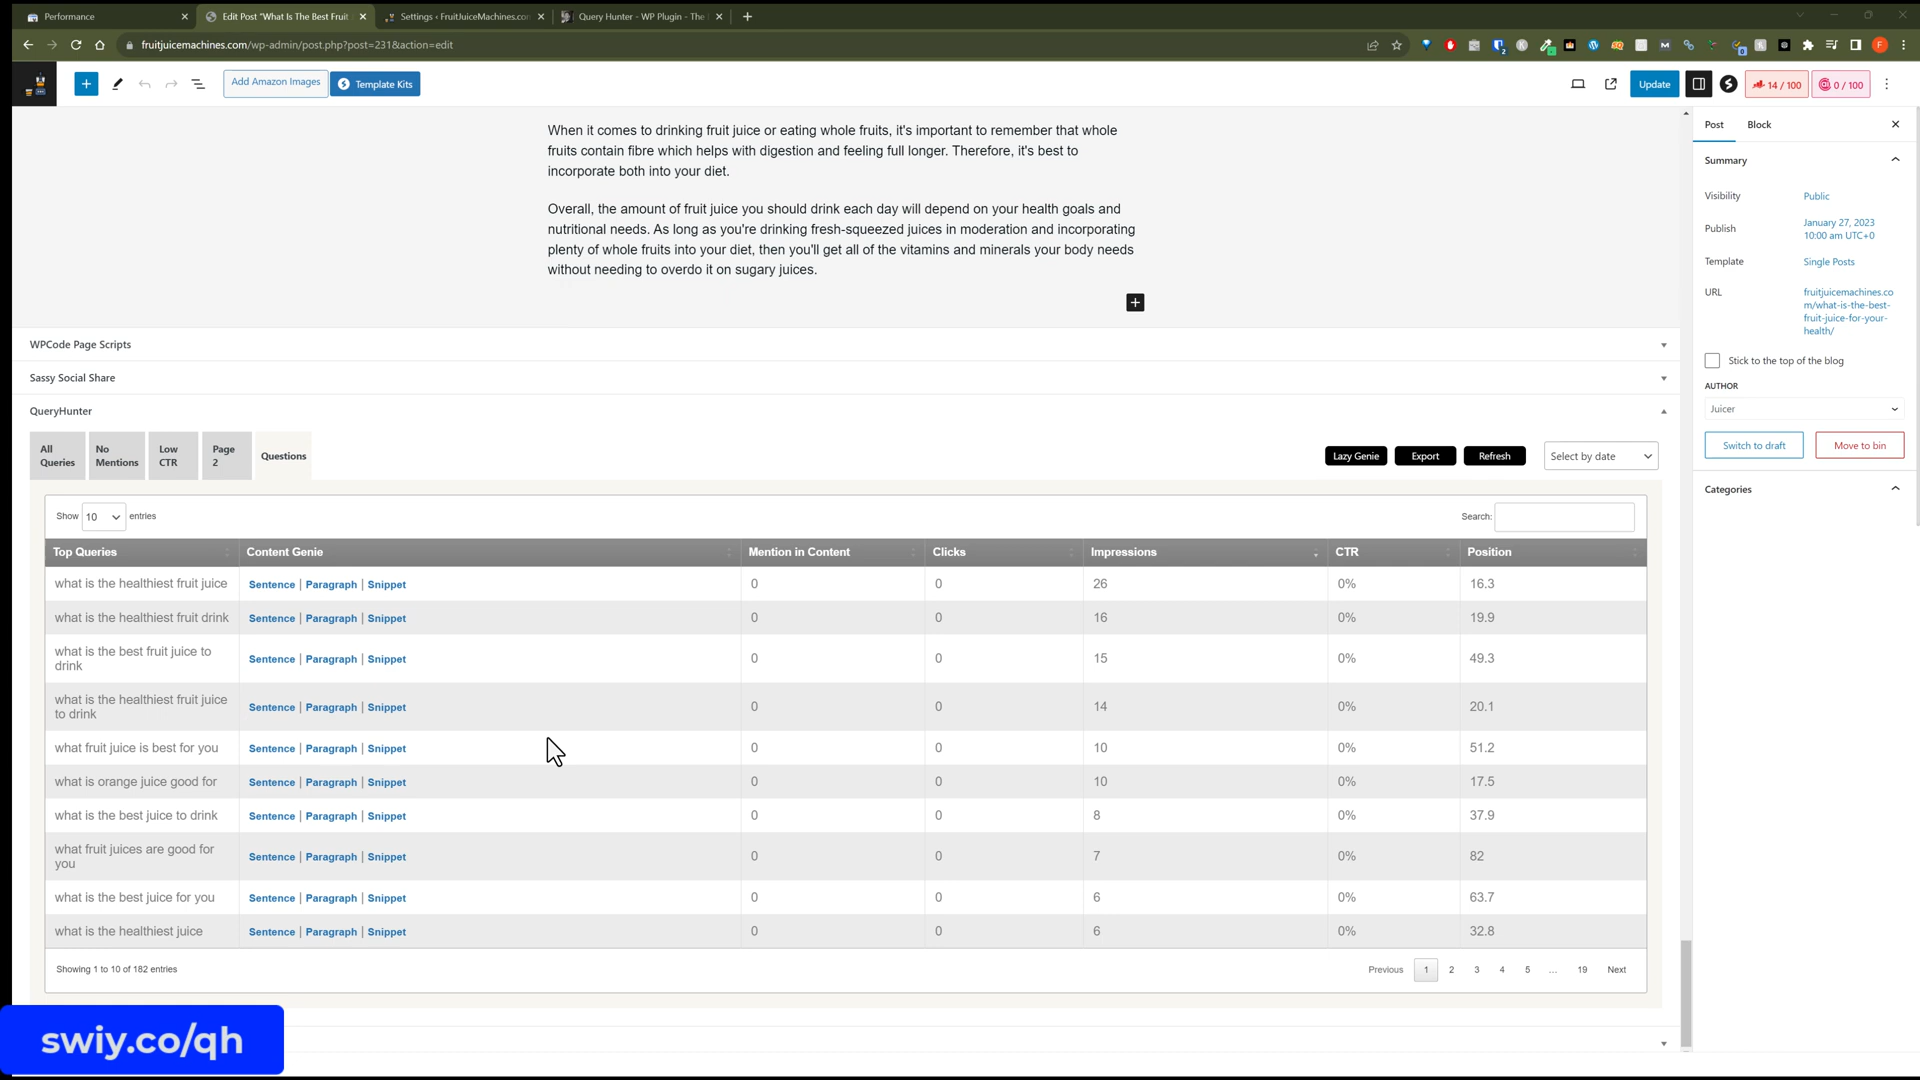 Performance
Edit Post "What Is The Best Fruit
Settings ‹ FruitJuiceMachines.com
Query Hunter - WP Plugin - The
fruitjuicemachines.com/wp-admin/post.php?post=231&action=edit
Add Amazon Images
Template Kits
Update
14 / 100
0 / 100
When it comes to drinking fruit juice or eating whole fruits, it's important to remember that whole
fruits contain fibre which helps with digestion and feeling full longer. Therefore, it's best to
incorporate both into your diet.
Overall, the amount of fruit juice you should drink each day will depend on your health goals and
nutritional needs. As long as you're drinking fresh-squeezed juices in moderation and incorporating
plenty of whole fruits into your diet, then you'll get all of the vitamins and minerals your body needs
without needing to overdo it on sugary juices.
Post Block
Summary
Visibility Public
Publish January 27, 2023
10:00 am UTC+0
Template Single Posts
URL fruitjuicemachines.co
m/what-is-the-best-
fruit-juice-for-your-
health/
Stick to the top of the blog
AUTHOR
Juicer
Switch to draft Move to bin
Categories
WPCode Page Scripts
Sassy Social Share
QueryHunter
All Queries
No Mentions
Low CTR
Page 2
Questions
Lazy Genie Export Refresh Select by date
Show 10 entries
Search:
Top Queries Content Genie Mention in Content Clicks Impressions CTR Position
what is the healthiest fruit juice Sentence | Paragraph | Snippet 0 0 26 0% 16.3
what is the healthiest fruit drink Sentence | Paragraph | Snippet 0 0 16 0% 19.9
what is the best fruit juice to
drink Sentence | Paragraph | Snippet 0 0 15 0% 49.3
what is the healthiest fruit juice
to drink Sentence | Paragraph | Snippet 0 0 14 0% 20.1
what fruit juice is best for you Sentence | Paragraph | Snippet 0 0 10 0% 51.2
what is orange juice good for Sentence | Paragraph | Snippet 0 0 10 0% 17.5
what is the best juice to drink Sentence | Paragraph | Snippet 0 0 8 0% 37.9
what fruit juices are good for
you Sentence | Paragraph | Snippet 0 0 7 0% 82
what is the best juice for you Sentence | Paragraph | Snippet 0 0 6 0% 63.7
what is the healthiest juice Sentence | Paragraph | Snippet 0 0 6 0% 32.8
Showing 1 to 10 of 182 entries
Previous 1 2 3 4 5 ... 19 Next
swiy.co/qh